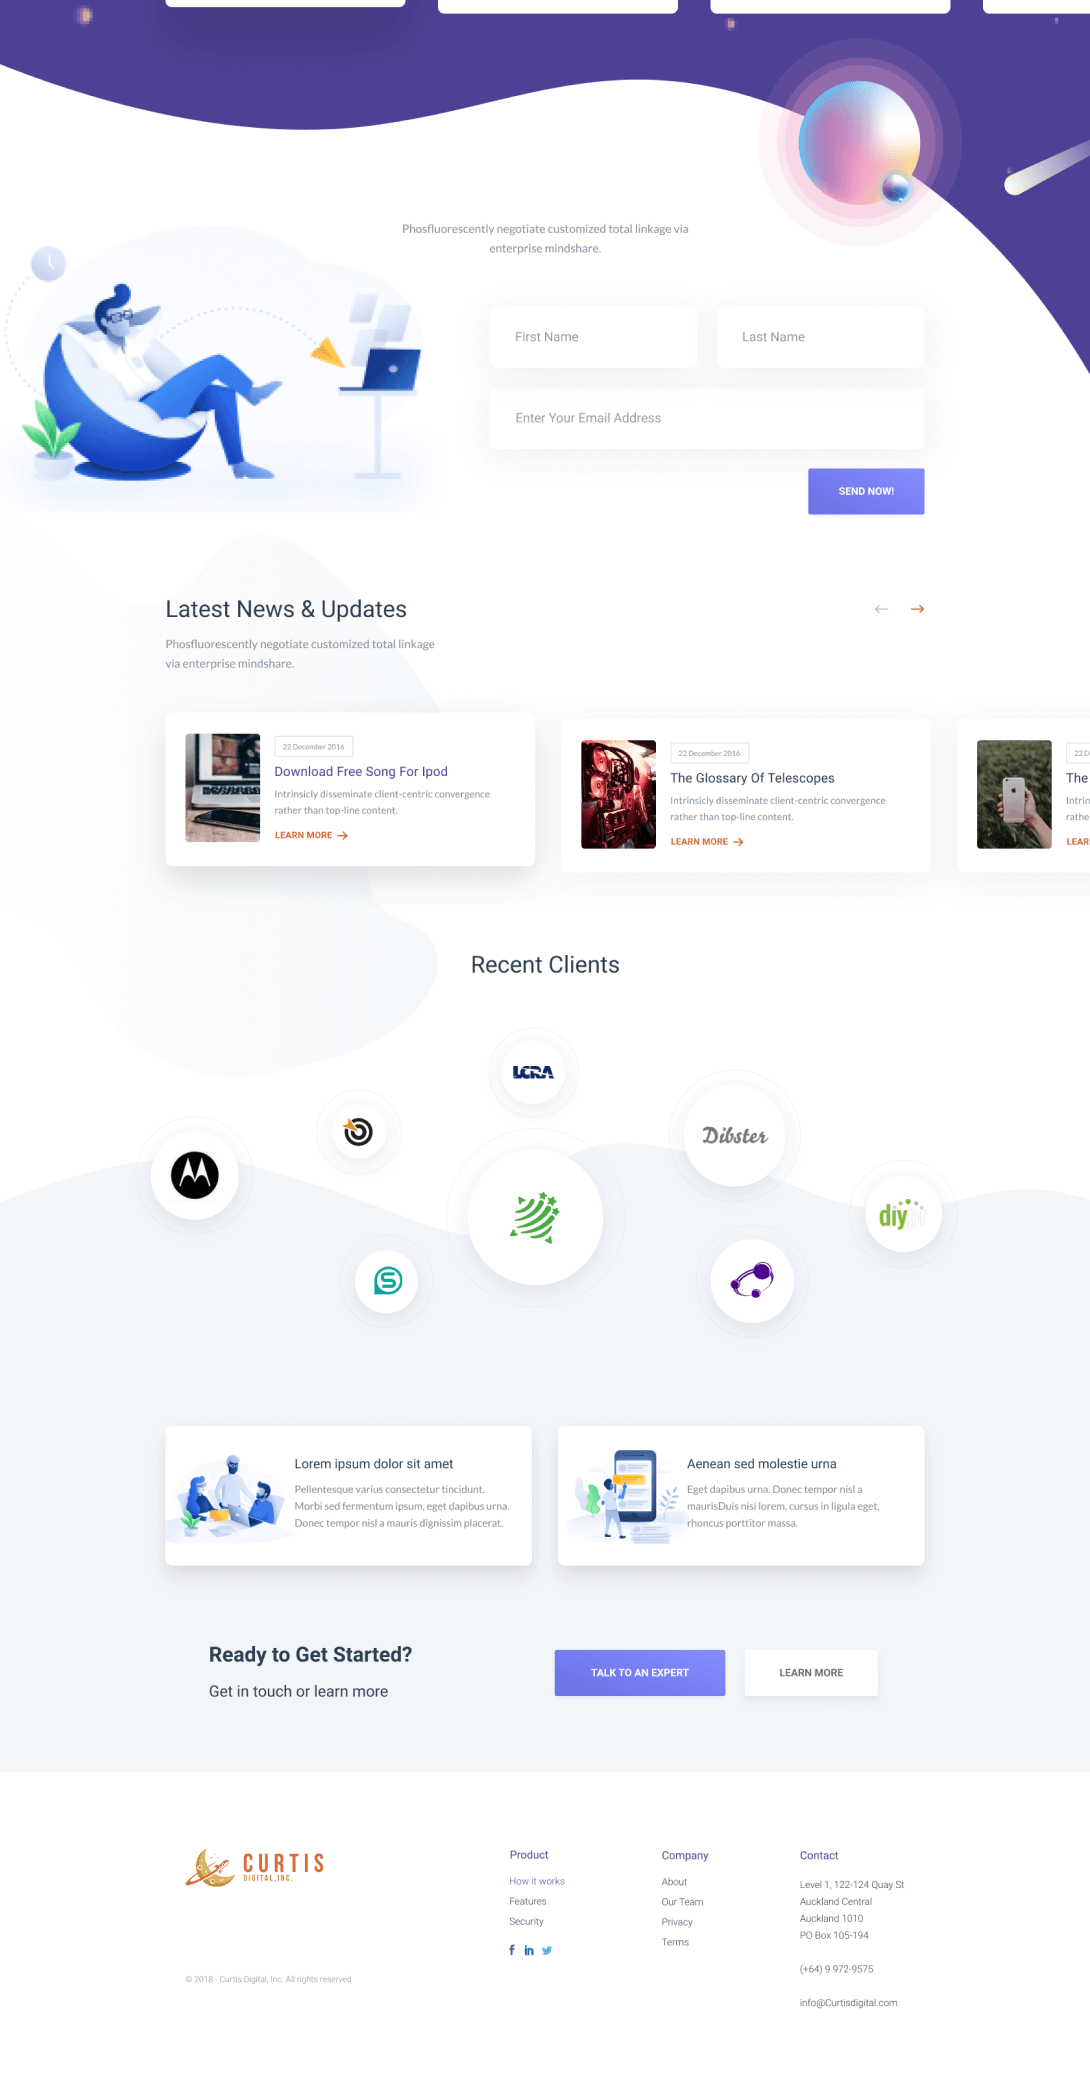 Phosfluorescently negotiate customized total linkage via
enterprise mindshare.
First Name
Last Name
Enter Your Email Address
SEND NOW!
Latest News & Updates
Phosfluorescently negotiate customized total linkage
via enterprise mindshare.
22 December 2016
Download Free Song For Ipod
Intrinsicly disseminate client-centric convergence
rather than top-line content.
LEARN MORE
22 December 2016
The Glossary Of Telescopes
Intrinsicly disseminate client-centric convergence
rather than top-line content.
LEARN MORE
22 D
The
Intrin
rathe
LEAR
Recent Clients
LCRA
Dibster
diypr
Lorem ipsum dolor sit amet
Pellentesque varius consectetur tincidunt.
Morbi sed fermentum ipsum, eget dapibus urna.
Donec tempor nisl a mauris dignissim placerat.
Aenean sed molestie urna
Eget dapibus urna. Donec tempor nisl a
maurisDuis nisi lorem, cursus in ligula eget,
rhoncus porttitor massa.
Ready to Get Started?
Get in touch or learn more
TALK TO AN EXPERT
LEARN MORE
CURTIS
DIGITAL, INC.
© 2018 - Curtis Digital, Inc. All rights reserved
Product
How it works
Features
Security
Company
About
Our Team
Privacy
Terms
Contact
Level 1, 122-124 Quay St
Auckland Central
Auckland 1010
PO Box 105-194
(+64) 9 972-9575
info@Curtisdigital.com